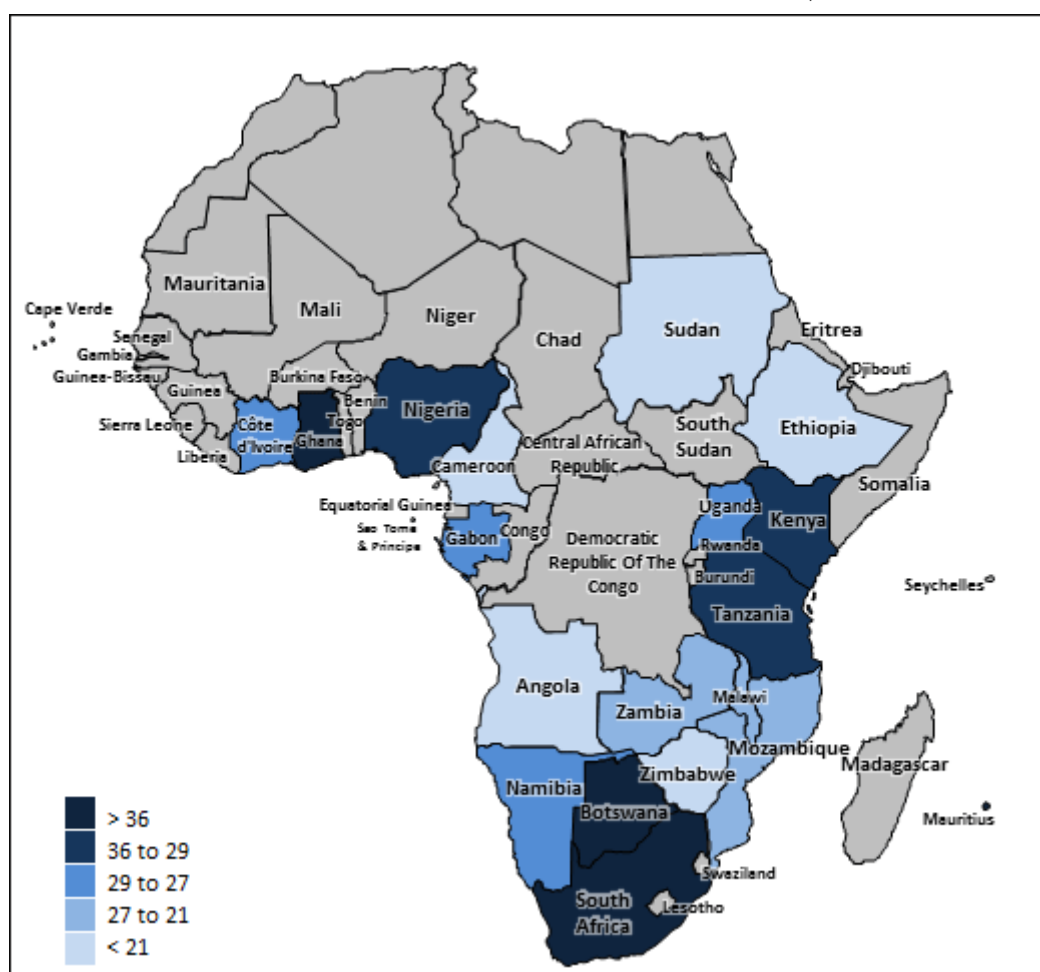 Mauritania
Mali
Niger
Chad
Sudan
Eritrea
Cape Verde
Senegal
Gambia
Guinea-Bissau
Guinea
Burkina Faso
Djibouti
Sierra Leone
Liberia
Côte
d'Ivoire
Ghana
Togo
Benin
Nigeria
Cameroon
Central African
Republic
South
Sudan
Ethiopia
Somalia
Equatorial Guinea
Sao Tome
& Principe
Gabon
Congo
Democratic
Republic Of The
Congo
Uganda
Kenya
Rwanda
Burundi
Tanzania
Seychelles
Angola
Zambia
Malawi
Mozambique
Madagascar
Mauritius
Namibia
Zimbabwe
Botswana
Swaziland
South
Africa
Lesotho
> 36
36 to 29
29 to 27
27 to 21
< 21